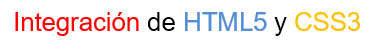 Integración de HTML5 y CSS3